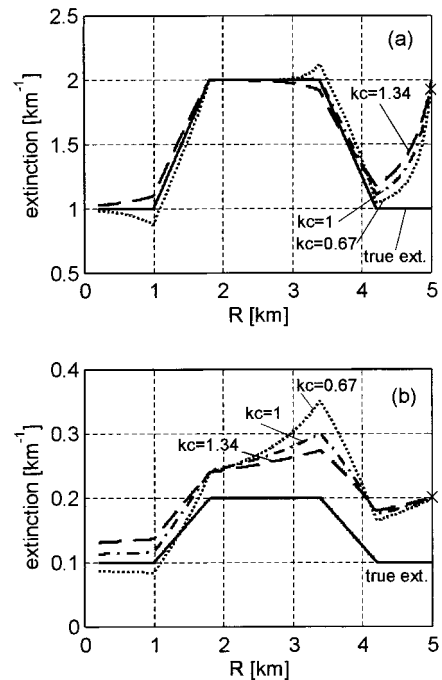 (a)
2.5
2
1.5
1
0.5
extinction [km⁻¹]
kc=1.34
kc=1
kc=0.67
true ext.
0 1 2 3 4 5
R [km]
(b)
0.4
0.3
0.2
0.1
0
extinction [km⁻¹]
kc=0.67
kc=1
kc=1.34
true ext.
0 1 2 3 4 5
R [km]